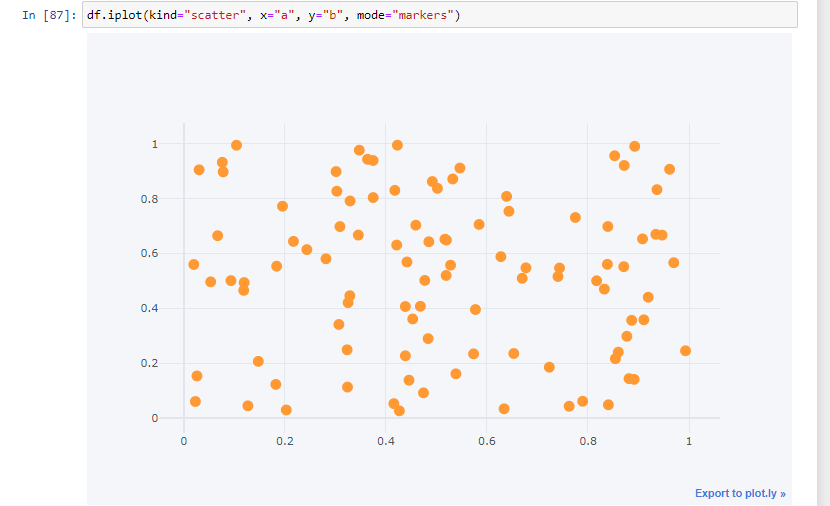 In [87]: df.iplot(kind="scatter", x="a", y="b", mode="markers")
1
0.8
0.6
0.4
0.2
0
0 0.2 0.4 0.6 0.8 1
Export to plot.ly »